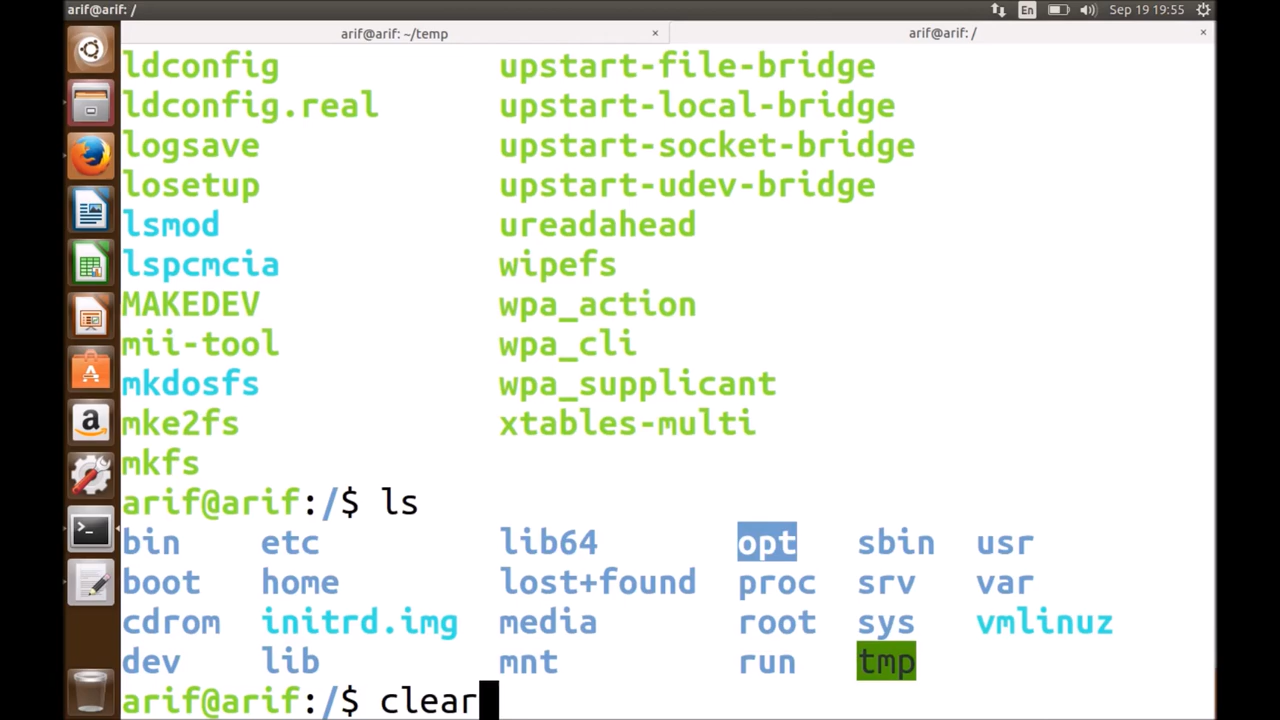 arif@arif: / En Sep 19 19:55
arif@arif: ~/temp × arif@arif: / ×
ldconfig upstart-file-bridge
ldconfig.real upstart-local-bridge
logsave upstart-socket-bridge
losetup upstart-udev-bridge
lsmod ureadahead
lspcmcia wipefs
MAKEDEV wpa_action
mii-tool wpa_cli
mkdosfs wpa_supplicant
mke2fs xtables-multi
mkfs
arif@arif:/$ ls
bin etc lib64 opt sbin usr
boot home lost+found proc srv var
cdrom initrd.img media root sys vmlinuz
dev lib mnt run tmp
arif@arif:/$ clear